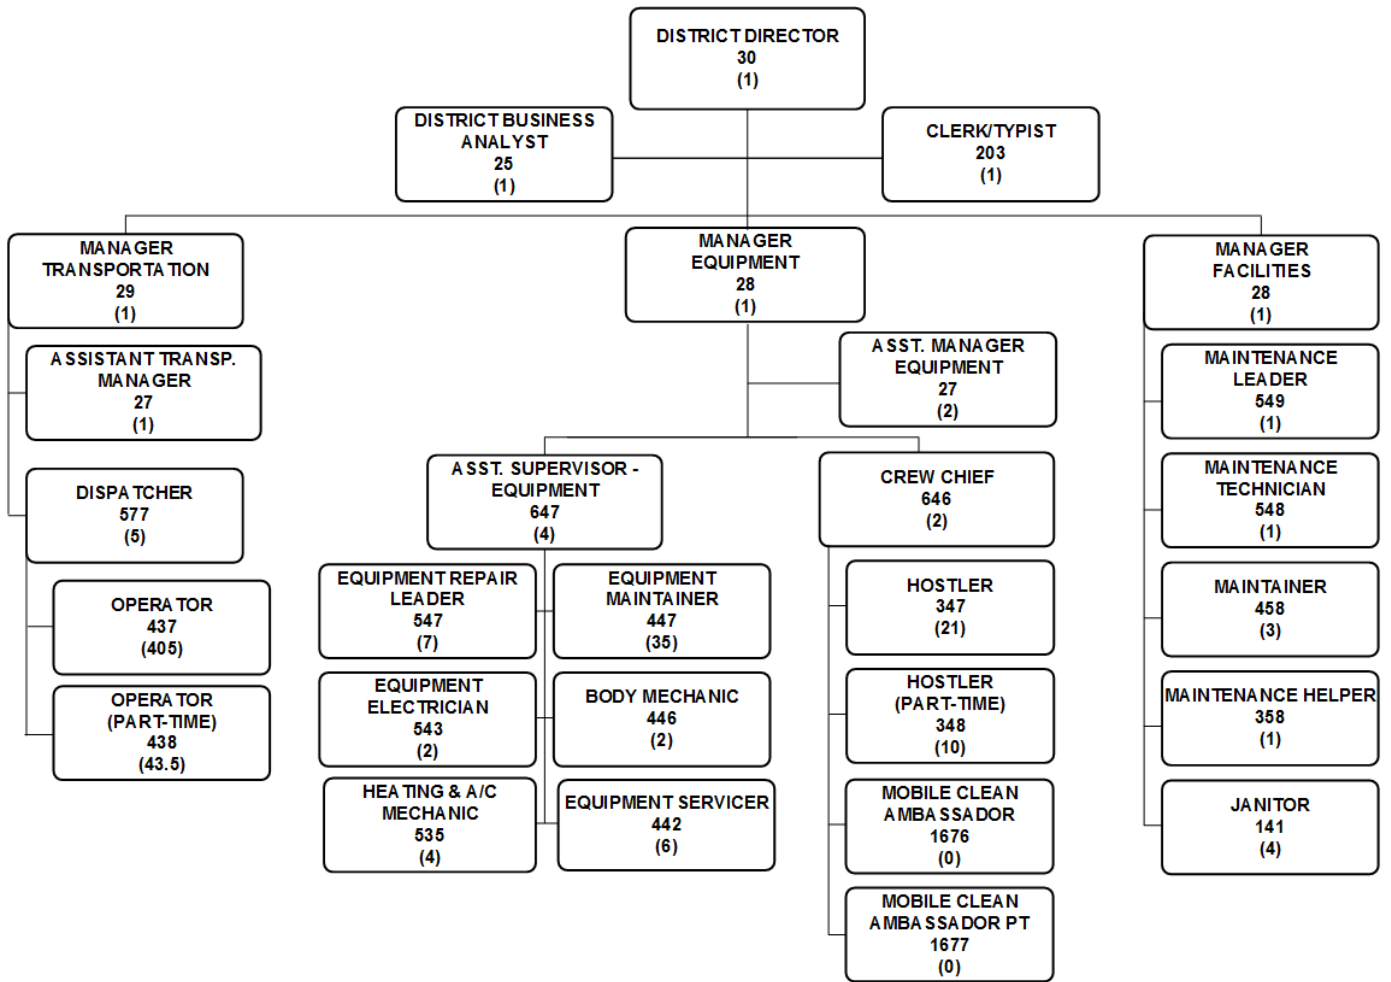 DISTRICT DIRECTOR
30
(1)
DISTRICT BUSINESS
ANALYST
25
(1)
CLERK/TYPIST
203
(1)
MANAGER
TRANSPORTATION
29
(1)
MANAGER
EQUIPMENT
28
(1)
MANAGER
FACILITIES
28
(1)
ASSISTANT TRANSP.
MANAGER
27
(1)
DISPATCHER
577
(5)
OPERATOR
437
(405)
OPERATOR
(PART-TIME)
438
(43.5)
ASST. MANAGER
EQUIPMENT
27
(2)
ASST. SUPERVISOR -
EQUIPMENT
647
(4)
EQUIPMENT REPAIR
LEADER
547
(7)
EQUIPMENT
MAINTAINER
447
(35)
EQUIPMENT
ELECTRICIAN
543
(2)
BODY MECHANIC
446
(2)
HEATING & A/C
MECHANIC
535
(4)
EQUIPMENT SERVICER
442
(6)
CREW CHIEF
646
(2)
HOSTLER
347
(21)
HOSTLER
(PART-TIME)
348
(10)
MOBILE CLEAN
AMBASSADOR
1676
(0)
MOBILE CLEAN
AMBASSADOR PT
1677
(0)
MAINTENANCE
LEADER
549
(1)
MAINTENANCE
TECHNICIAN
548
(1)
MAINTAINER
458
(3)
MAINTENANCE HELPER
358
(1)
JANITOR
141
(4)